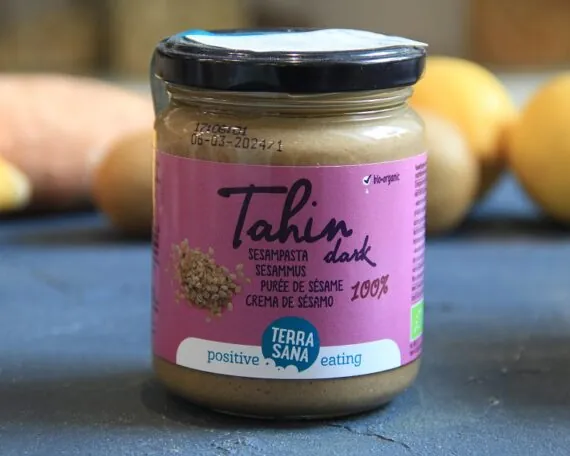 17:05:01
06-03-2024/1
bio-organic
Tahin
dark
SESAMPASTA
SESAMMUS
PURÉE DE SÉSAME
CREMA DE SÉSAMO
100%
TERRA
SANA
positive eating